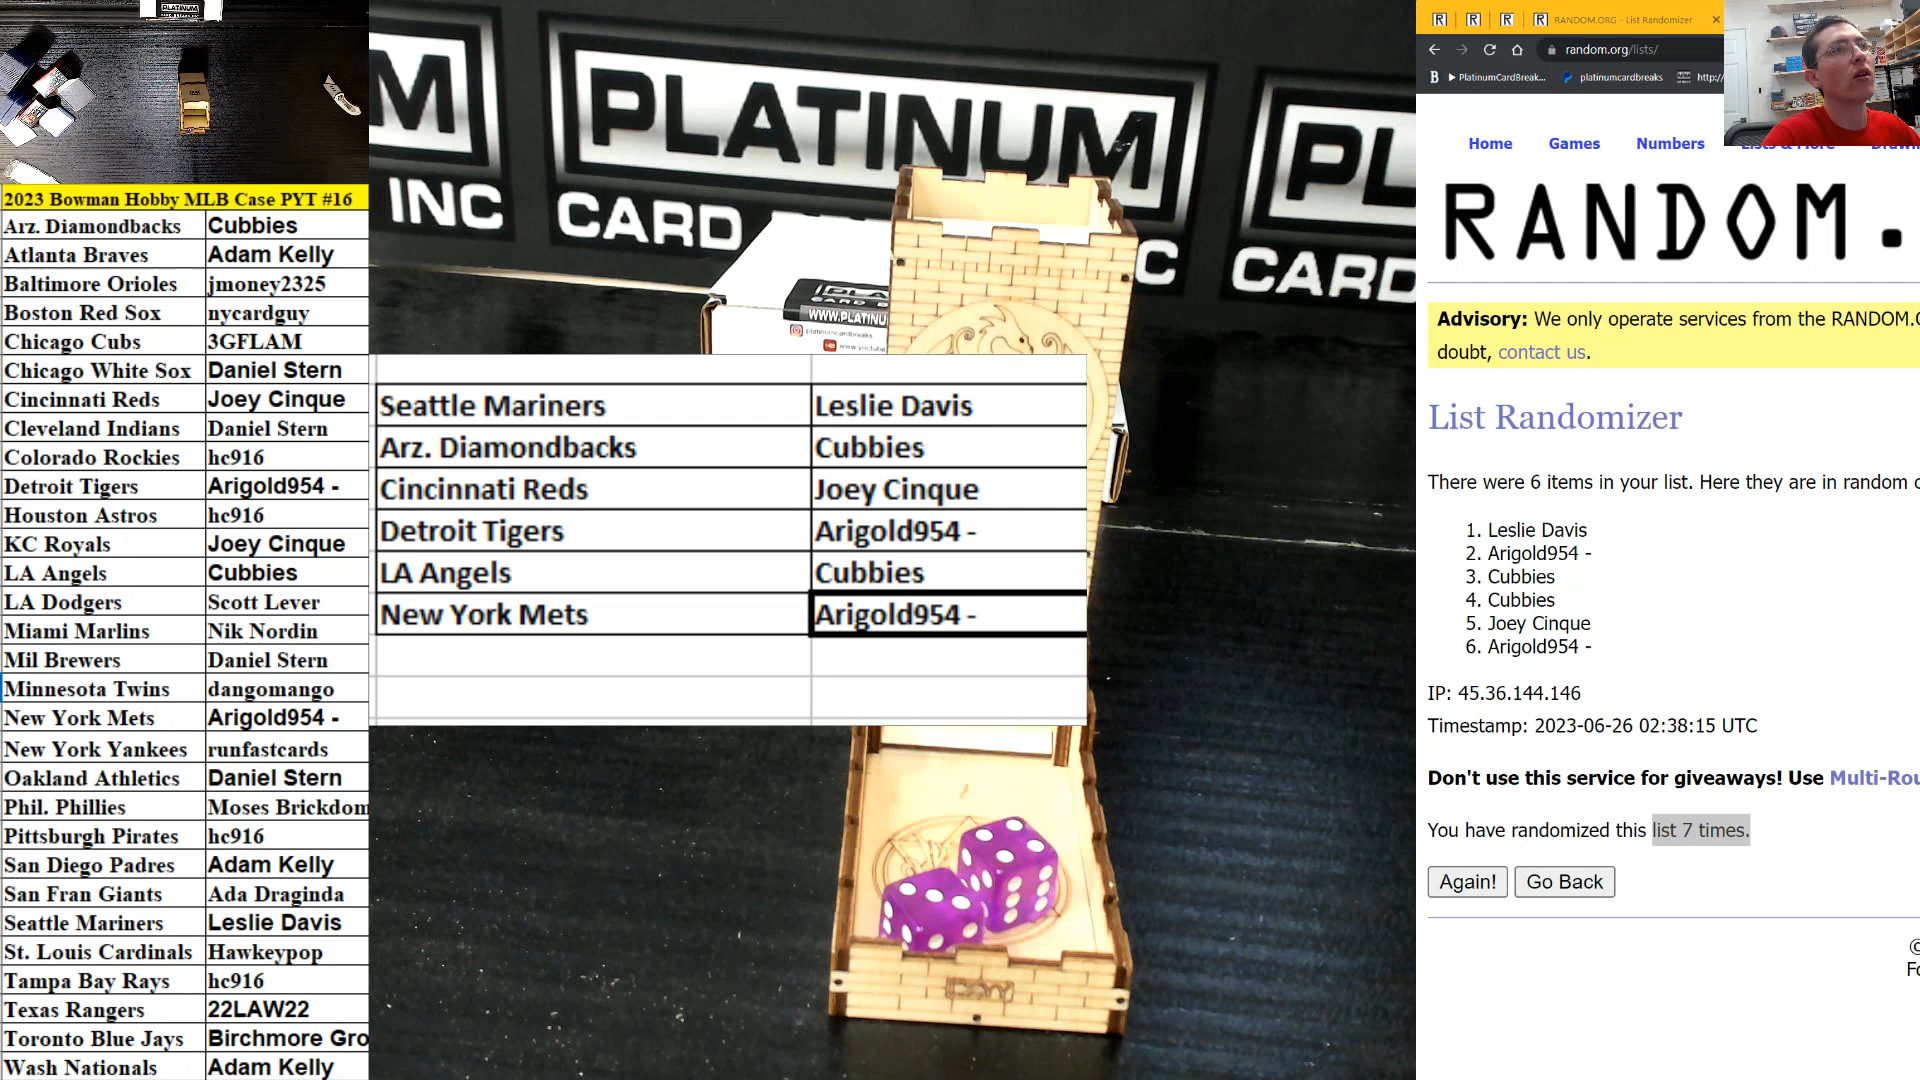 PLATINUM
2023 Bowman Hobby MLB Case PYT #16
Arz. Diamondbacks Cubbies
Atlanta Braves Adam Kelly
Baltimore Orioles jmoney2325
Boston Red Sox nycardguy
Chicago Cubs 3GFLAM
Chicago White Sox Daniel Stern
Cincinnati Reds Joey Cinque
Cleveland Indians Daniel Stern
Colorado Rockies hc916
Detroit Tigers Arigold954 -
Houston Astros hc916
KC Royals Joey Cinque
LA Angels Cubbies
LA Dodgers Scott Lever
Miami Marlins Nik Nordin
Mil Brewers Daniel Stern
Minnesota Twins dangomango
New York Mets Arigold954 -
New York Yankees runfastcards
Oakland Athletics Daniel Stern
Phil. Phillies Moses Brickdom
Pittsburgh Pirates hc916
San Diego Padres Adam Kelly
San Fran Giants Ada Draginda
Seattle Mariners Leslie Davis
St. Louis Cardinals Hawkeypop
Tampa Bay Rays hc916
Texas Rangers 22LAW22
Toronto Blue Jays Birchmore Gro
Wash Nationals Adam Kelly
M PLATINUM PL
INC CARD C CARD
PLA
CARD B
WWW.PLATINU
platinumcardbreaks
www.youtube
Seattle Mariners Leslie Davis
Arz. Diamondbacks Cubbies
Cincinnati Reds Joey Cinque
Detroit Tigers Arigold954 -
LA Angels Cubbies
New York Mets Arigold954 -
RANDOM.ORG - List Randomizer
random.org/lists/
PlatinumCardBreak... platinumcardbreaks http://
Home Games Numbers
RANDOM.
Advisory: We only operate services from the RANDOM.O
doubt, contact us.
List Randomizer
There were 6 items in your list. Here they are in random o
1. Leslie Davis
2. Arigold954 -
3. Cubbies
4. Cubbies
5. Joey Cinque
6. Arigold954 -
IP: 45.36.144.146
Timestamp: 2023-06-26 02:38:15 UTC
Don't use this service for giveaways! Use Multi-Rou
You have randomized this list 7 times.
Again! Go Back
©
Fo